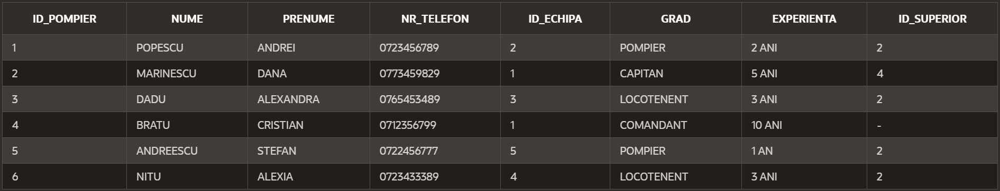 ID_POMPIER NUME PRENUME NR_TELEFON ID_ECHIPA GRAD EXPERIENTA ID_SUPERIOR
1 POPESCU ANDREI 0723456789 2 POMPIER 2 ANI 2
2 MARINESCU DANA 0773459829 1 CAPITAN 5 ANI 4
3 DADU ALEXANDRA 0765453489 3 LOCOTENENT 3 ANI 2
4 BRATU CRISTIAN 0712356799 1 COMANDANT 10 ANI -
5 ANDREESCU STEFAN 0722456777 5 POMPIER 1 AN 2
6 NITU ALEXIA 0723433389 4 LOCOTENENT 3 ANI 2